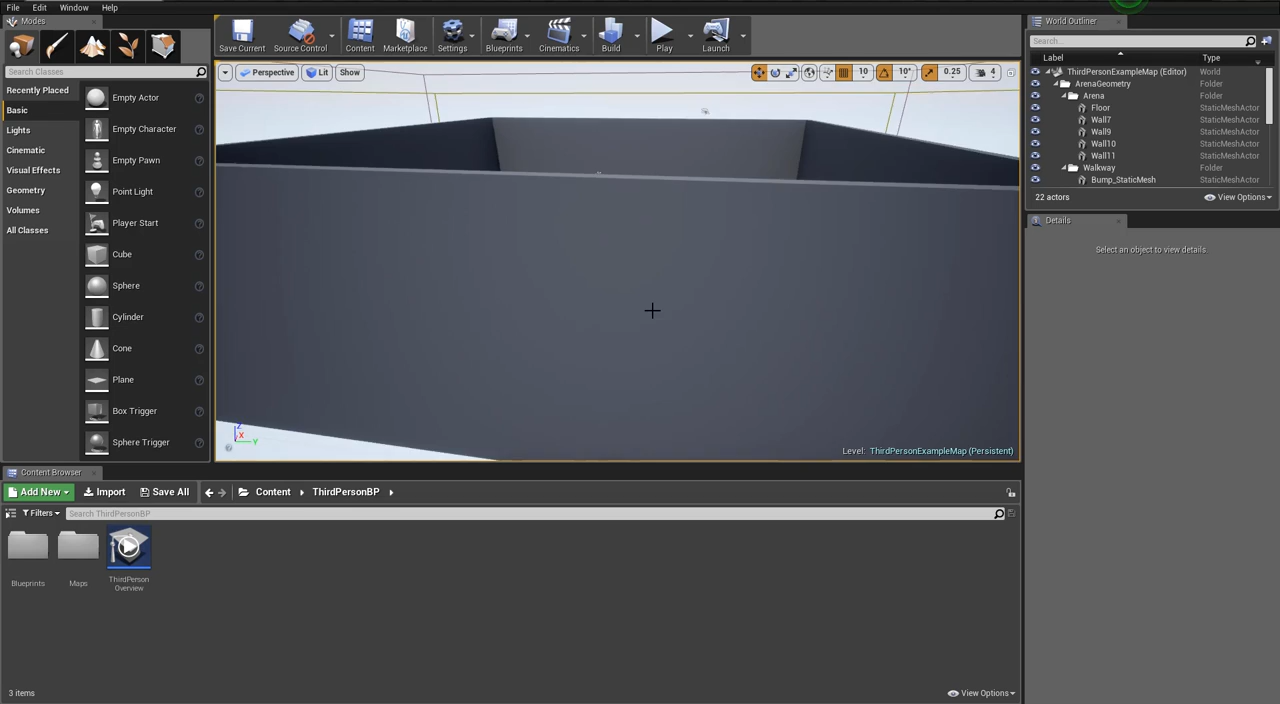 File Edit Window Help
Modes
Save Current Source Control Content Marketplace Settings Blueprints Cinematics Build Play Launch
World Outliner
Search...
Search Classes
Perspective Lit Show 10 10° 0.25 4
Label Type
ThirdPersonExampleMap (Editor) World
ArenaGeometry Folder
Arena Folder
Floor StaticMeshActor
Wall7 StaticMeshActor
Wall9 StaticMeshActor
Wall10 StaticMeshActor
Wall11 StaticMeshActor
Walkway Folder
Bump_StaticMesh StaticMeshActor
22 actors View Options
Details
Select an object to view details.
Recently Placed
Basic
Lights
Cinematic
Visual Effects
Geometry
Volumes
All Classes
Empty Actor
Empty Character
Empty Pawn
Point Light
Player Start
Cube
Sphere
Cylinder
Cone
Plane
Box Trigger
Sphere Trigger
Z
X
Y
Level: ThirdPersonExampleMap (Persistent)
Content Browser
Add New Import Save All Content ThirdPersonBP
Filters Search ThirdPersonBP
Blueprints
Maps
ThirdPerson
Overview
3 items View Options